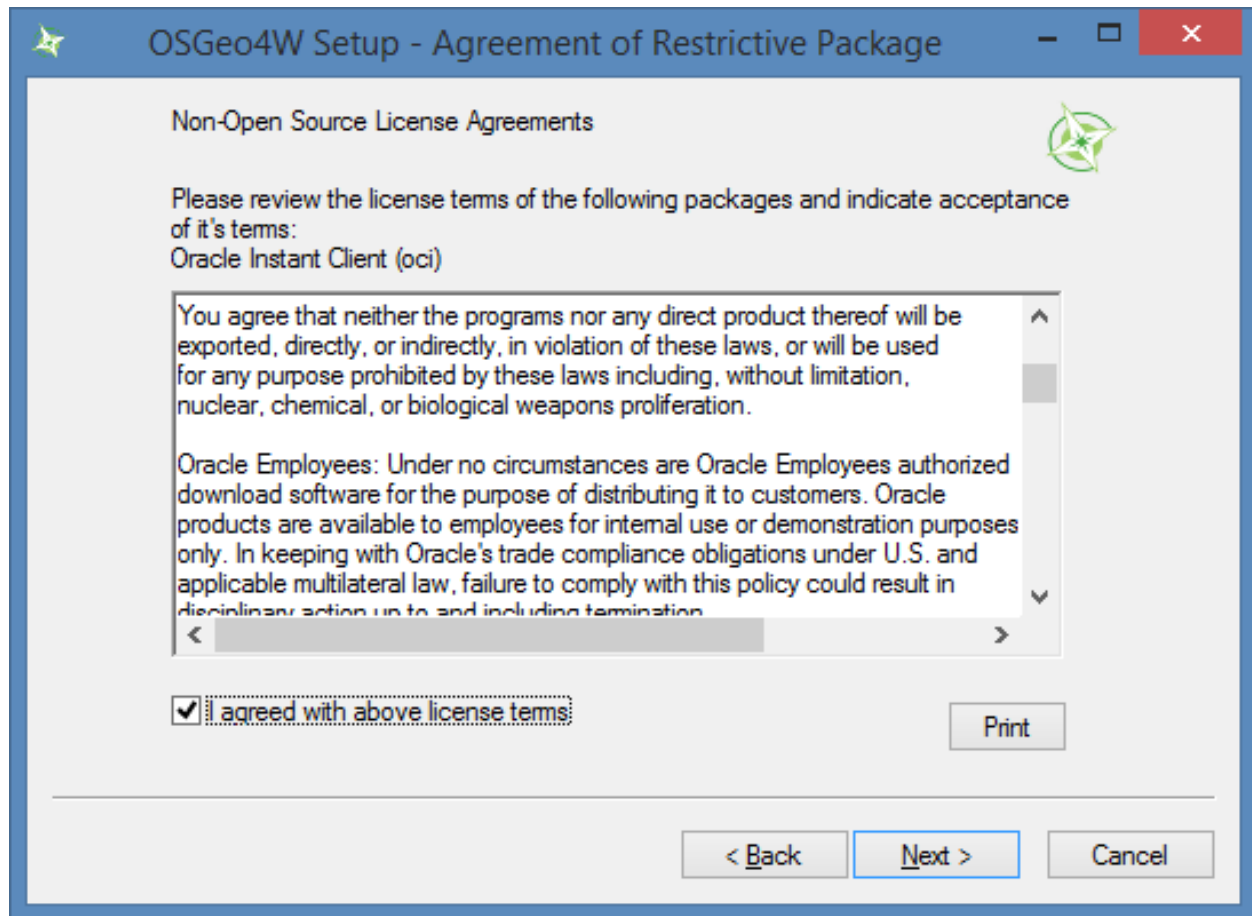 OSGeo4W Setup - Agreement of Restrictive Package
Non-Open Source License Agreements
Please review the license terms of the following packages and indicate acceptance
of it's terms:
Oracle Instant Client (oci)
You agree that neither the programs nor any direct product thereof will be
exported, directly, or indirectly, in violation of these laws, or will be used
for any purpose prohibited by these laws including, without limitation,
nuclear, chemical, or biological weapons proliferation.
Oracle Employees: Under no circumstances are Oracle Employees authorized
download software for the purpose of distributing it to customers. Oracle
products are available to employees for internal use or demonstration purposes
only. In keeping with Oracle's trade compliance obligations under U.S. and
applicable multilateral law, failure to comply with this policy could result in
disciplinary action up to and including termination
I agreed with above license terms
Print
< Back
Next >
Cancel